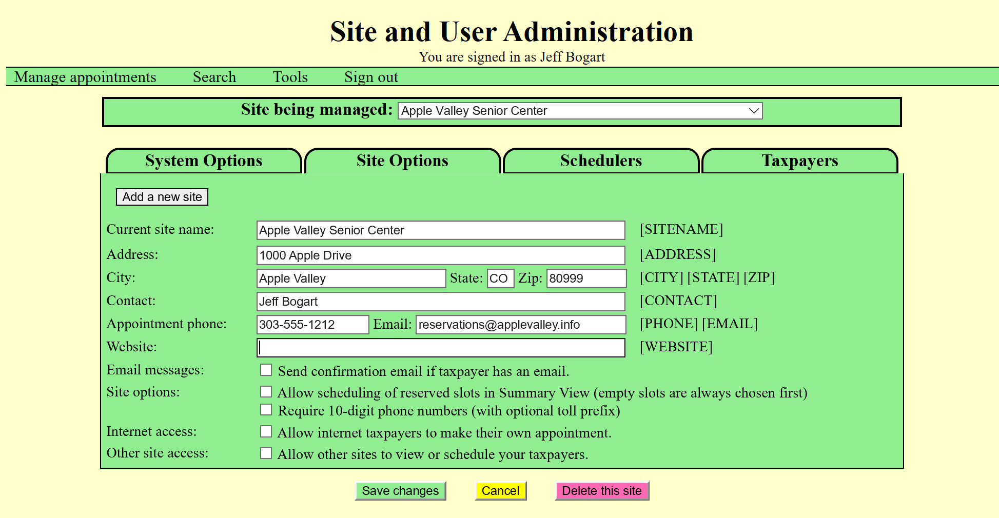 Site and User Administration
You are signed in as Jeff Bogart
Manage appointments Search Tools Sign out
Site being managed: Apple Valley Senior Center
System Options Site Options Schedulers Taxpayers
Add a new site
Current site name: Apple Valley Senior Center [SITENAME]
Address: 1000 Apple Drive [ADDRESS]
City: Apple Valley State: CO Zip: 80999 [CITY] [STATE] [ZIP]
Contact: Jeff Bogart [CONTACT]
Appointment phone: 303-555-1212 Email: reservations@applevalley.info [PHONE] [EMAIL]
Website: [WEBSITE]
Email messages: Send confirmation email if taxpayer has an email.
Site options: Allow scheduling of reserved slots in Summary View (empty slots are always chosen first)
Require 10-digit phone numbers (with optional toll prefix)
Internet access: Allow internet taxpayers to make their own appointment.
Other site access: Allow other sites to view or schedule your taxpayers.
Save changes Cancel Delete this site